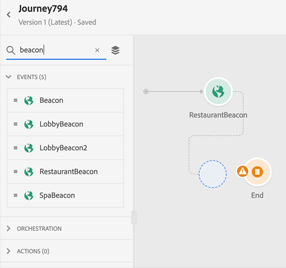 Journey794
Version 1 (Latest) - Saved
beacon
EVENTS (5)
Beacon
LobbyBeacon
LobbyBeacon2
RestaurantBeacon
SpaBeacon
ORCHESTRATION
ACTIONS (0)
RestaurantBeacon
End